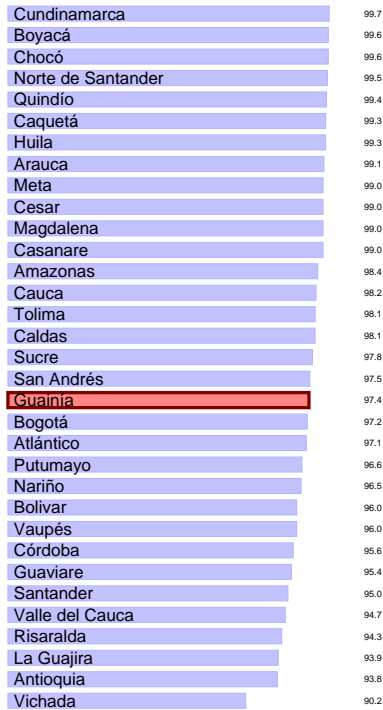 Cundinamarca 99.7
Boyacá 99.6
Chocó 99.6
Norte de Santander 99.5
Quindío 99.4
Caquetá 99.3
Huila 99.3
Arauca 99.1
Meta 99.0
Cesar 99.0
Magdalena 99.0
Casanare 99.0
Amazonas 98.4
Cauca 98.2
Tolima 98.1
Caldas 98.1
Sucre 97.8
San Andrés 97.5
Guainía 97.4
Bogotá 97.2
Atlántico 97.1
Putumayo 96.6
Nariño 96.5
Bolivar 96.0
Vaupés 96.0
Córdoba 95.6
Guaviare 95.4
Santander 95.0
Valle del Cauca 94.7
Risaralda 94.3
La Guajira 93.9
Antioquia 93.8
Vichada 90.2